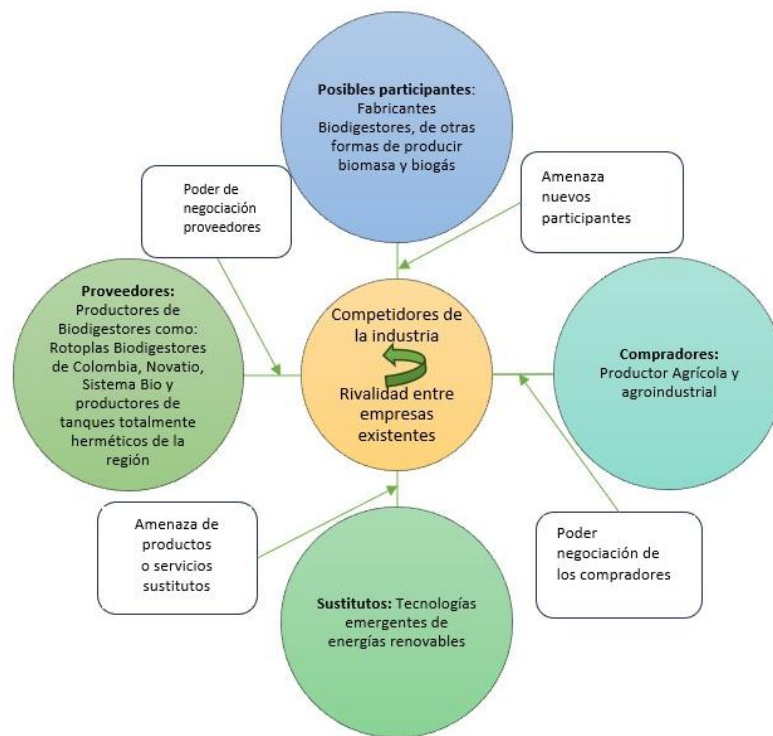 Posibles participantes:
Fabricantes
Biodigestores, de otras
formas de producir
biomasa y biogás
Poder de
negociación
proveedores
Amenaza
nuevos
participantes
Proveedores:
Productores de
Biodigestores como:
Rotoplas Biodigestores
de Colombia, Novatio,
Sistema Bio y
productores de
tanques totalmente
herméticos de la
región
Competidores de
la industria
Rivalidad entre
empresas
existentes
Compradores:
Productor Agrícola y
agroindustrial
Amenaza de
productos
o servicios
sustitutos
Poder
negociación de
los compradores
Sustitutos: Tecnologías
emergentes de
energías renovables